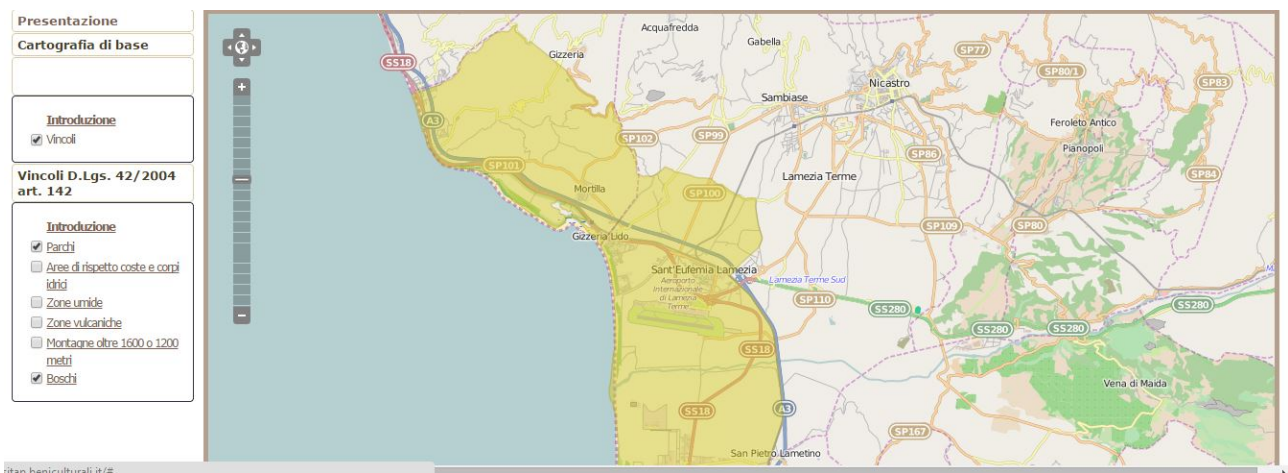 Presentazione
Cartografia di base
Introduzione
Vincoli
Vincoli D.Lgs. 42/2004
art. 142
Introduzione
Parchi
Aree di rispetto coste e corpi
idrici
Zone umide
Zone vulcaniche
Montagne oltre 1600 o 1200
metri
Boschi
Acquafredda
Gabella
Gizzeria
SS18
SP77
SP80/1
SP83
Nicastro
Sambiase
A3
Feroleto Antico
SP102
SP99
Pianopoli
SP86
SP101
SP84
Lamezia Terme
Mortilla
SP100
SP109
SP80
Gizzeria Lido
Sant'Eufemia Lamezia
Aeroporto
Internazionale
di Lamezia
Terme
Lamezia Terme Sud
SP110
SS280
SS280
SS280
SS280
SS18
Vena di Maida
SS18
A3
SP167
San Pietro Lametino
sitap.beniculturali.it/#